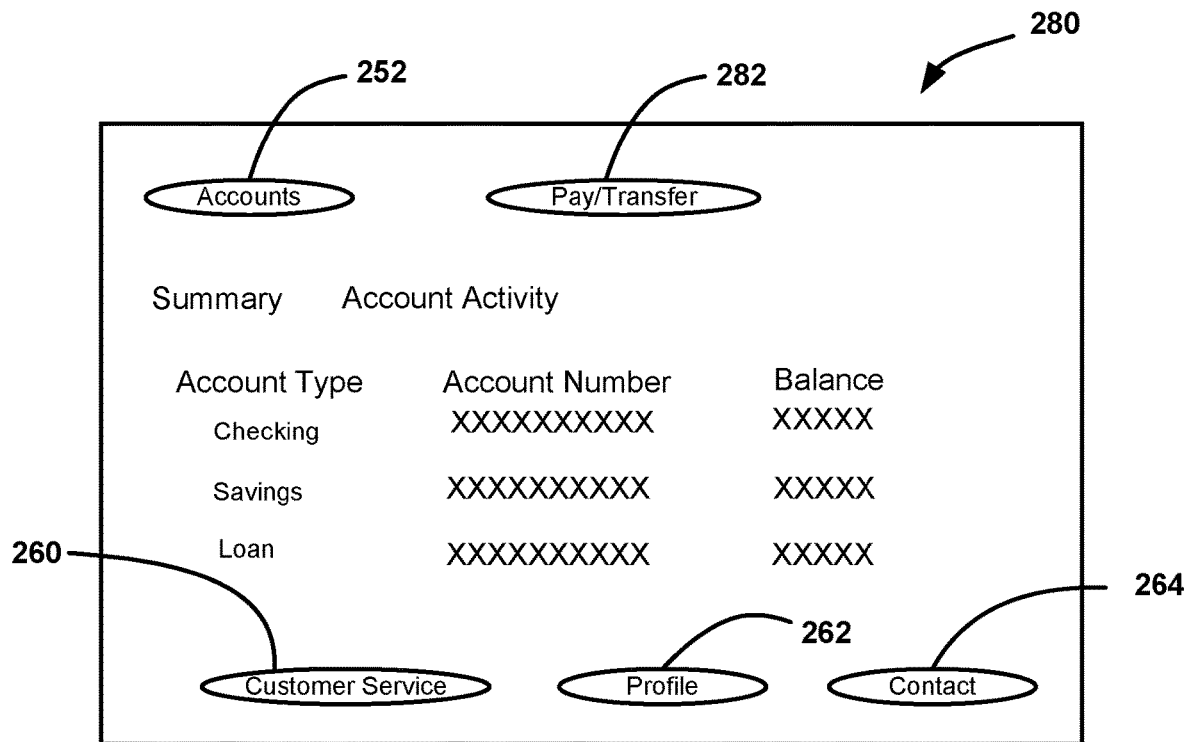 280
252 282
Accounts Pay/Transfer
Summary Account Activity
Account Type Account Number Balance
Checking XXXXXXXXXX XXXXX
Savings XXXXXXXXXX XXXXX
260 Loan XXXXXXXXXX XXXXX
264
262
Customer Service Profile Contact